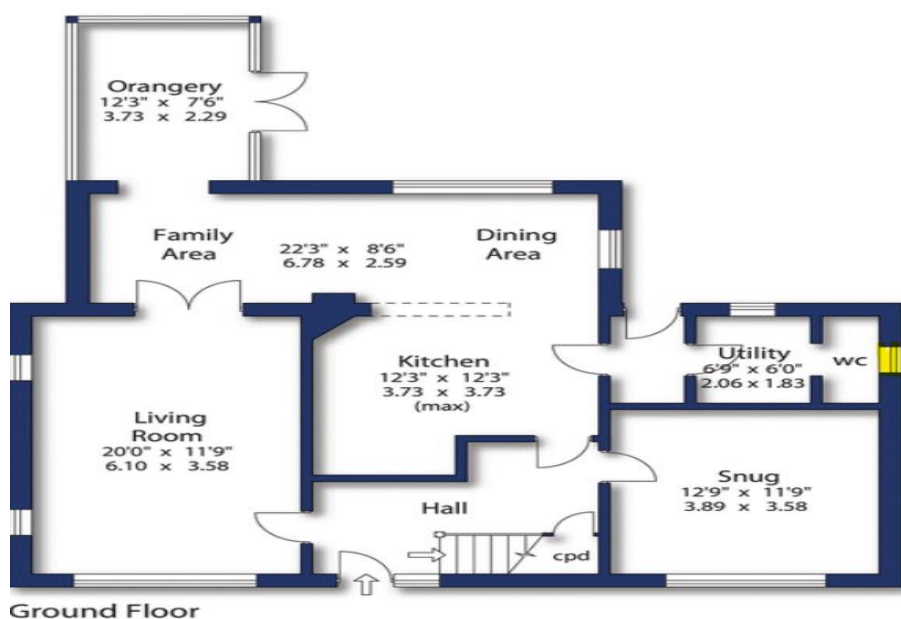 Orangery
12'3" x 7'6"
3.73 x 2.29
Family
Area
22'3" x 8'6"
6.78 x 2.59
Dining
Area
Kitchen
12'3" x 12'3"
3.73 x 3.73
(max)
Utility
6'9" x 6'0"
2.06 x 1.83
wc
Living
Room
20'0" x 11'9"
6.10 x 3.58
Snug
12'9" x 11'9"
3.89 x 3.58
Hall
cpd
Ground Floor